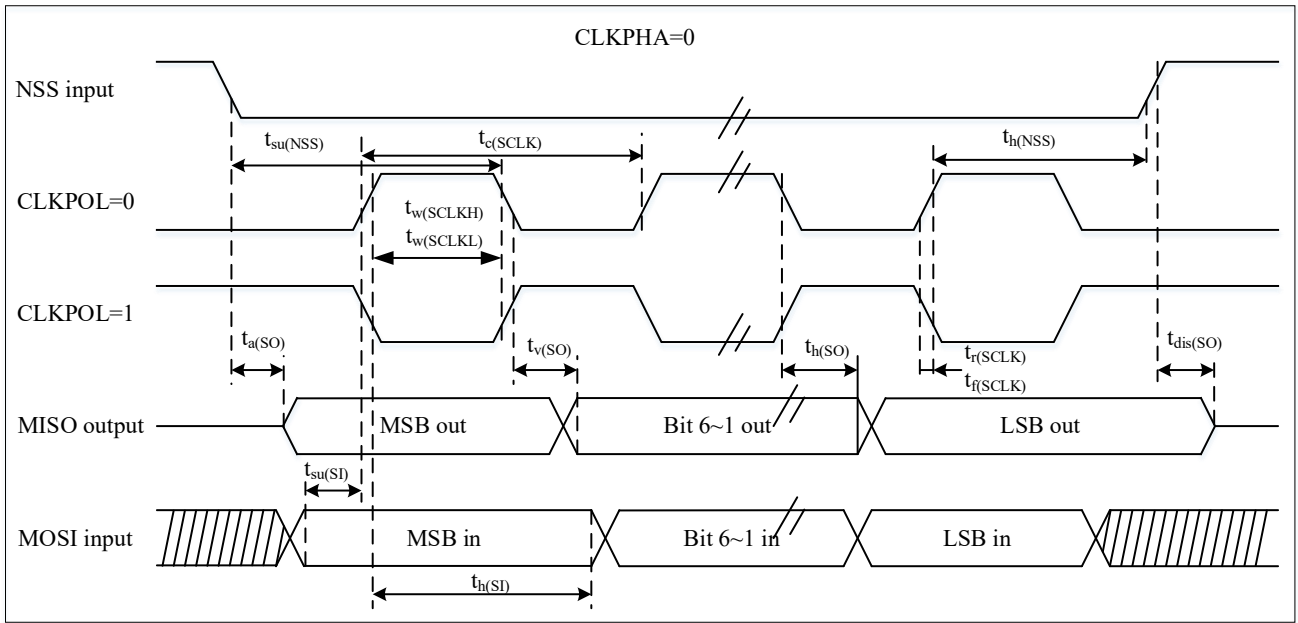 CLKPHA=0
NSS input
tsu(NSS)
tc(SCLK)
th(NSS)
CLKPOL=0
tw(SCLKH)
tw(SCLKL)
CLKPOL=1
ta(SO)
tv(SO)
th(SO)
tr(SCLK)
tf(SCLK)
tdis(SO)
MISO output
MSB out
Bit 6~1 out
LSB out
tsu(SI)
MOSI input
MSB in
Bit 6~1 in
LSB in
th(SI)